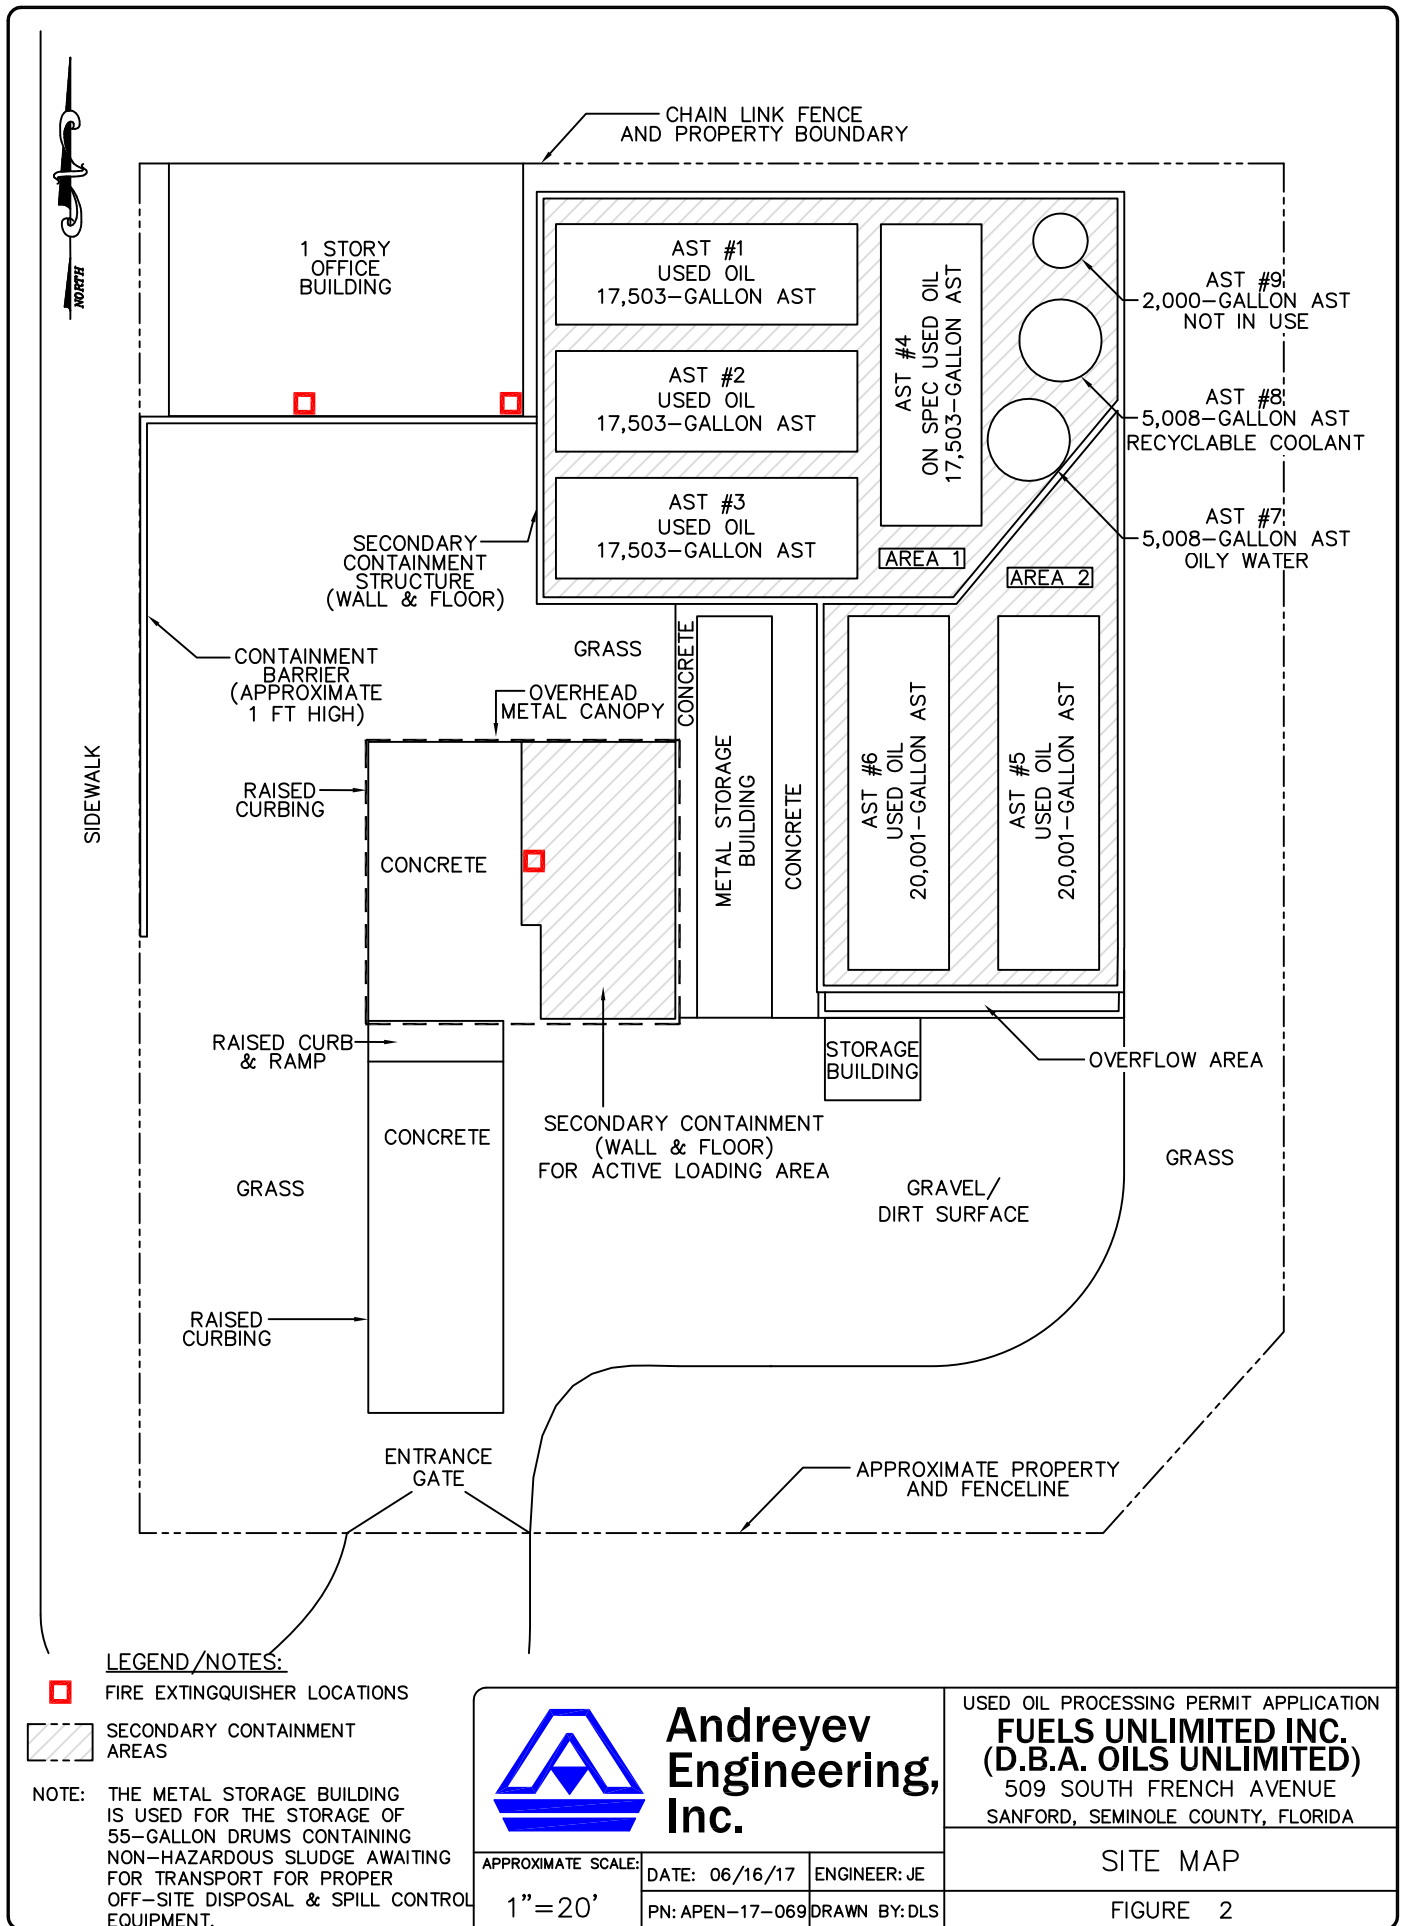 CHAIN LINK FENCE
AND PROPERTY BOUNDARY
NORTH
1 STORY
OFFICE
BUILDING
AST #1
USED OIL
17,503-GALLON AST
AST #2
USED OIL
17,503-GALLON AST
AST #3
USED OIL
17,503-GALLON AST
AST #4
ON SPEC USED OIL
17,503-GALLON AST
AST #9
2,000-GALLON AST
NOT IN USE
AST #8
5,008-GALLON AST
RECYCLABLE COOLANT
AST #7
5,008-GALLON AST
OILY WATER
AREA 1
AREA 2
SECONDARY
CONTAINMENT
STRUCTURE
(WALL & FLOOR)
CONTAINMENT
BARRIER
(APPROXIMATE
1 FT HIGH)
GRASS
OVERHEAD
METAL CANOPY
CONCRETE
METAL STORAGE
BUILDING
CONCRETE
AST #6
USED OIL
20,001-GALLON AST
AST #5
USED OIL
20,001-GALLON AST
SIDEWALK
RAISED
CURBING
CONCRETE
RAISED CURB
& RAMP
STORAGE
BUILDING
OVERFLOW AREA
CONCRETE
SECONDARY CONTAINMENT
(WALL & FLOOR)
FOR ACTIVE LOADING AREA
GRASS
GRAVEL/
DIRT SURFACE
GRASS
RAISED
CURBING
ENTRANCE
GATE
APPROXIMATE PROPERTY
AND FENCELINE
LEGEND/NOTES:
FIRE EXTINGQUISHER LOCATIONS
SECONDARY CONTAINMENT
AREAS
NOTE: THE METAL STORAGE BUILDING
IS USED FOR THE STORAGE OF
55-GALLON DRUMS CONTAINING
NON-HAZARDOUS SLUDGE AWAITING
FOR TRANSPORT FOR PROPER
OFF-SITE DISPOSAL & SPILL CONTROL
EQUIPMENT.
Andreyev
Engineering,
Inc.
APPROXIMATE SCALE:
1"=20'
DATE: 06/16/17
ENGINEER: JE
PN: APEN-17-069
DRAWN BY: DLS
USED OIL PROCESSING PERMIT APPLICATION
FUELS UNLIMITED INC.
(D.B.A. OILS UNLIMITED)
509 SOUTH FRENCH AVENUE
SANFORD, SEMINOLE COUNTY, FLORIDA
SITE MAP
FIGURE 2